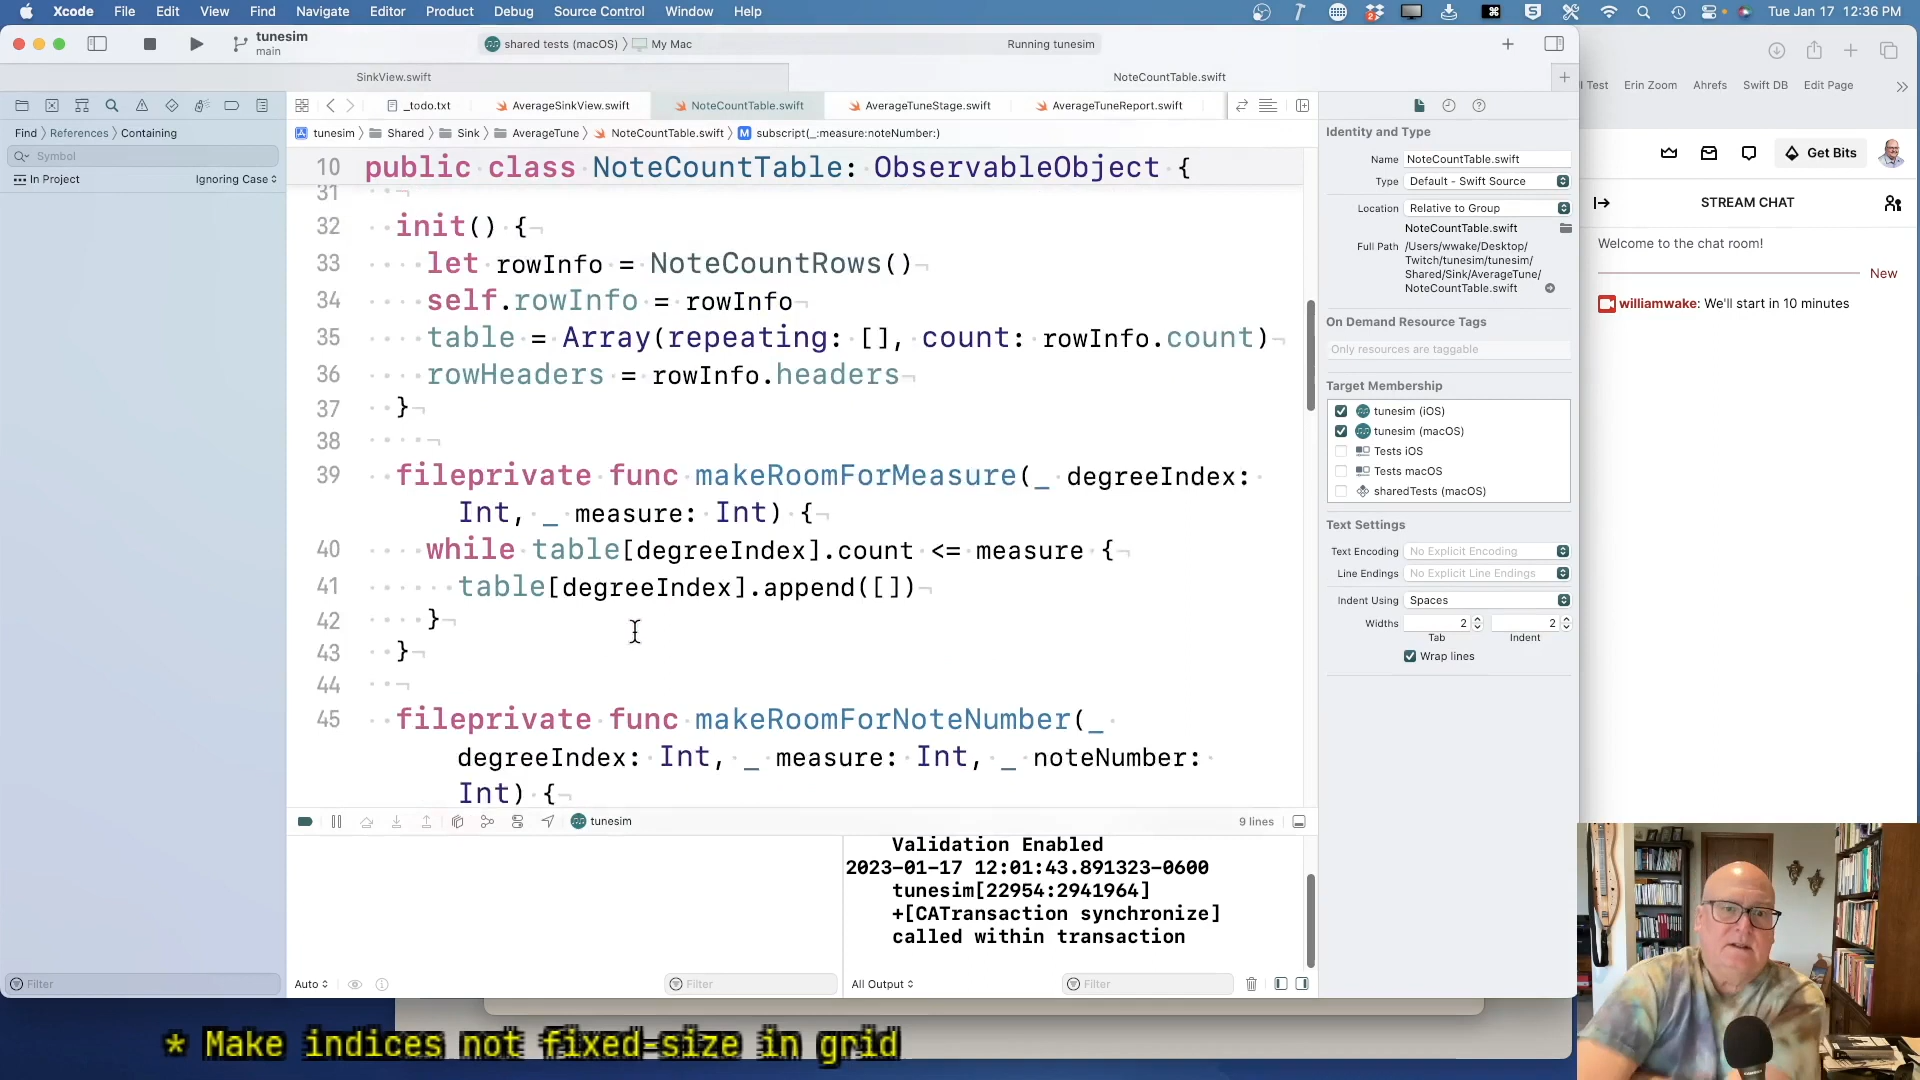 Xcode File Edit View Find Navigate Editor Product Debug Source Control Window Help
Tue Jan 17 12:36 PM
tunesim
main
shared tests (macOS) 〉 My Mac
Running tunesim
SinkView.swift
NoteCountTable.swift
Find 〉 References 〉 Containing
Symbol
In Project
Ignoring Case
Filter
_todo.txt
AverageSinkView.swift
NoteCountTable.swift
AverageTuneStage.swift
AverageTuneReport.swift
tunesim 〉 Shared 〉 Sink 〉 AverageTune 〉 NoteCountTable.swift 〉 M subscript(_:measure:noteNumber:)
10 public class NoteCountTable: ObservableObject {
31
32 init() {
33 let rowInfo = NoteCountRows()
34 self.rowInfo = rowInfo
35 table = Array(repeating: [], count: rowInfo.count)
36 rowHeaders = rowInfo.headers
37 }
38
39 fileprivate func makeRoomForMeasure(_ degreeIndex:
Int, _ measure: Int) {
40 while table[degreeIndex].count <= measure {
41 table[degreeIndex].append([])
42 }
43 }
44
45 fileprivate func makeRoomForNoteNumber(_
degreeIndex: Int, _ measure: Int, _ noteNumber:
Int) {
tunesim
9 lines
Validation Enabled
2023-01-17 12:01:43.891323-0600
tunesim[22954:2941964]
+[CATransaction synchronize]
called within transaction
Auto
Filter
All Output
Filter
Identity and Type
Name NoteCountTable.swift
Type Default - Swift Source
Location Relative to Group
NoteCountTable.swift
Full Path /Users/wwake/Desktop/
Twitch/tunesim/tunesim/
Shared/Sink/AverageTune/
NoteCountTable.swift
On Demand Resource Tags
Only resources are taggable
Target Membership
tunesim (iOS)
tunesim (macOS)
Tests iOS
Tests macOS
sharedTests (macOS)
Text Settings
Text Encoding No Explicit Encoding
Line Endings No Explicit Line Endings
Indent Using Spaces
Widths 2 2
Tab Indent
Wrap lines
Test Erin Zoom Ahrefs Swift DB Edit Page
Get Bits
STREAM CHAT
Welcome to the chat room!
New
williamwake: We'll start in 10 minutes
* Make indices not fixed-size in grid